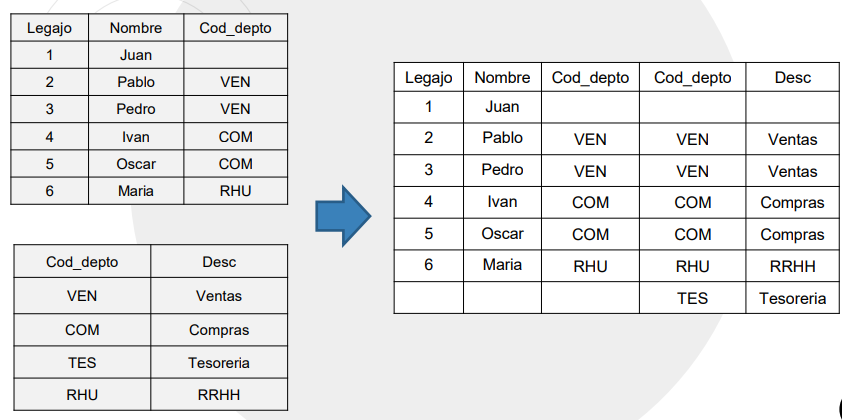 Legajo Nombre Cod_depto
1 Juan
2 Pablo VEN
3 Pedro VEN
4 Ivan COM
5 Oscar COM
6 Maria RHU
Cod_depto Desc
VEN Ventas
COM Compras
TES Tesoreria
RHU RRHH
Legajo Nombre Cod_depto Cod_depto Desc
1 Juan
2 Pablo VEN VEN Ventas
3 Pedro VEN VEN Ventas
4 Ivan COM COM Compras
5 Oscar COM COM Compras
6 Maria RHU RHU RRHH
TES Tesoreria